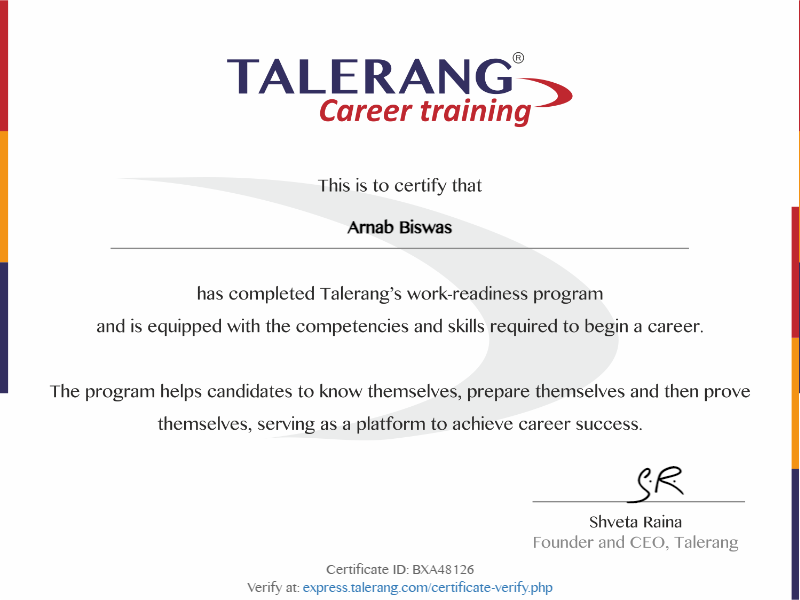 TALERANG®
Career training
This is to certify that
Arnab Biswas
has completed Talerang's work-readiness program
and is equipped with the competencies and skills required to begin a career.
The program helps candidates to know themselves, prepare themselves and then prove
themselves, serving as a platform to achieve career success.
S.R.
Shveta Raina
Founder and CEO, Talerang
Certificate ID: BXA48126
Verify at: express.talerang.com/certificate-verify.php